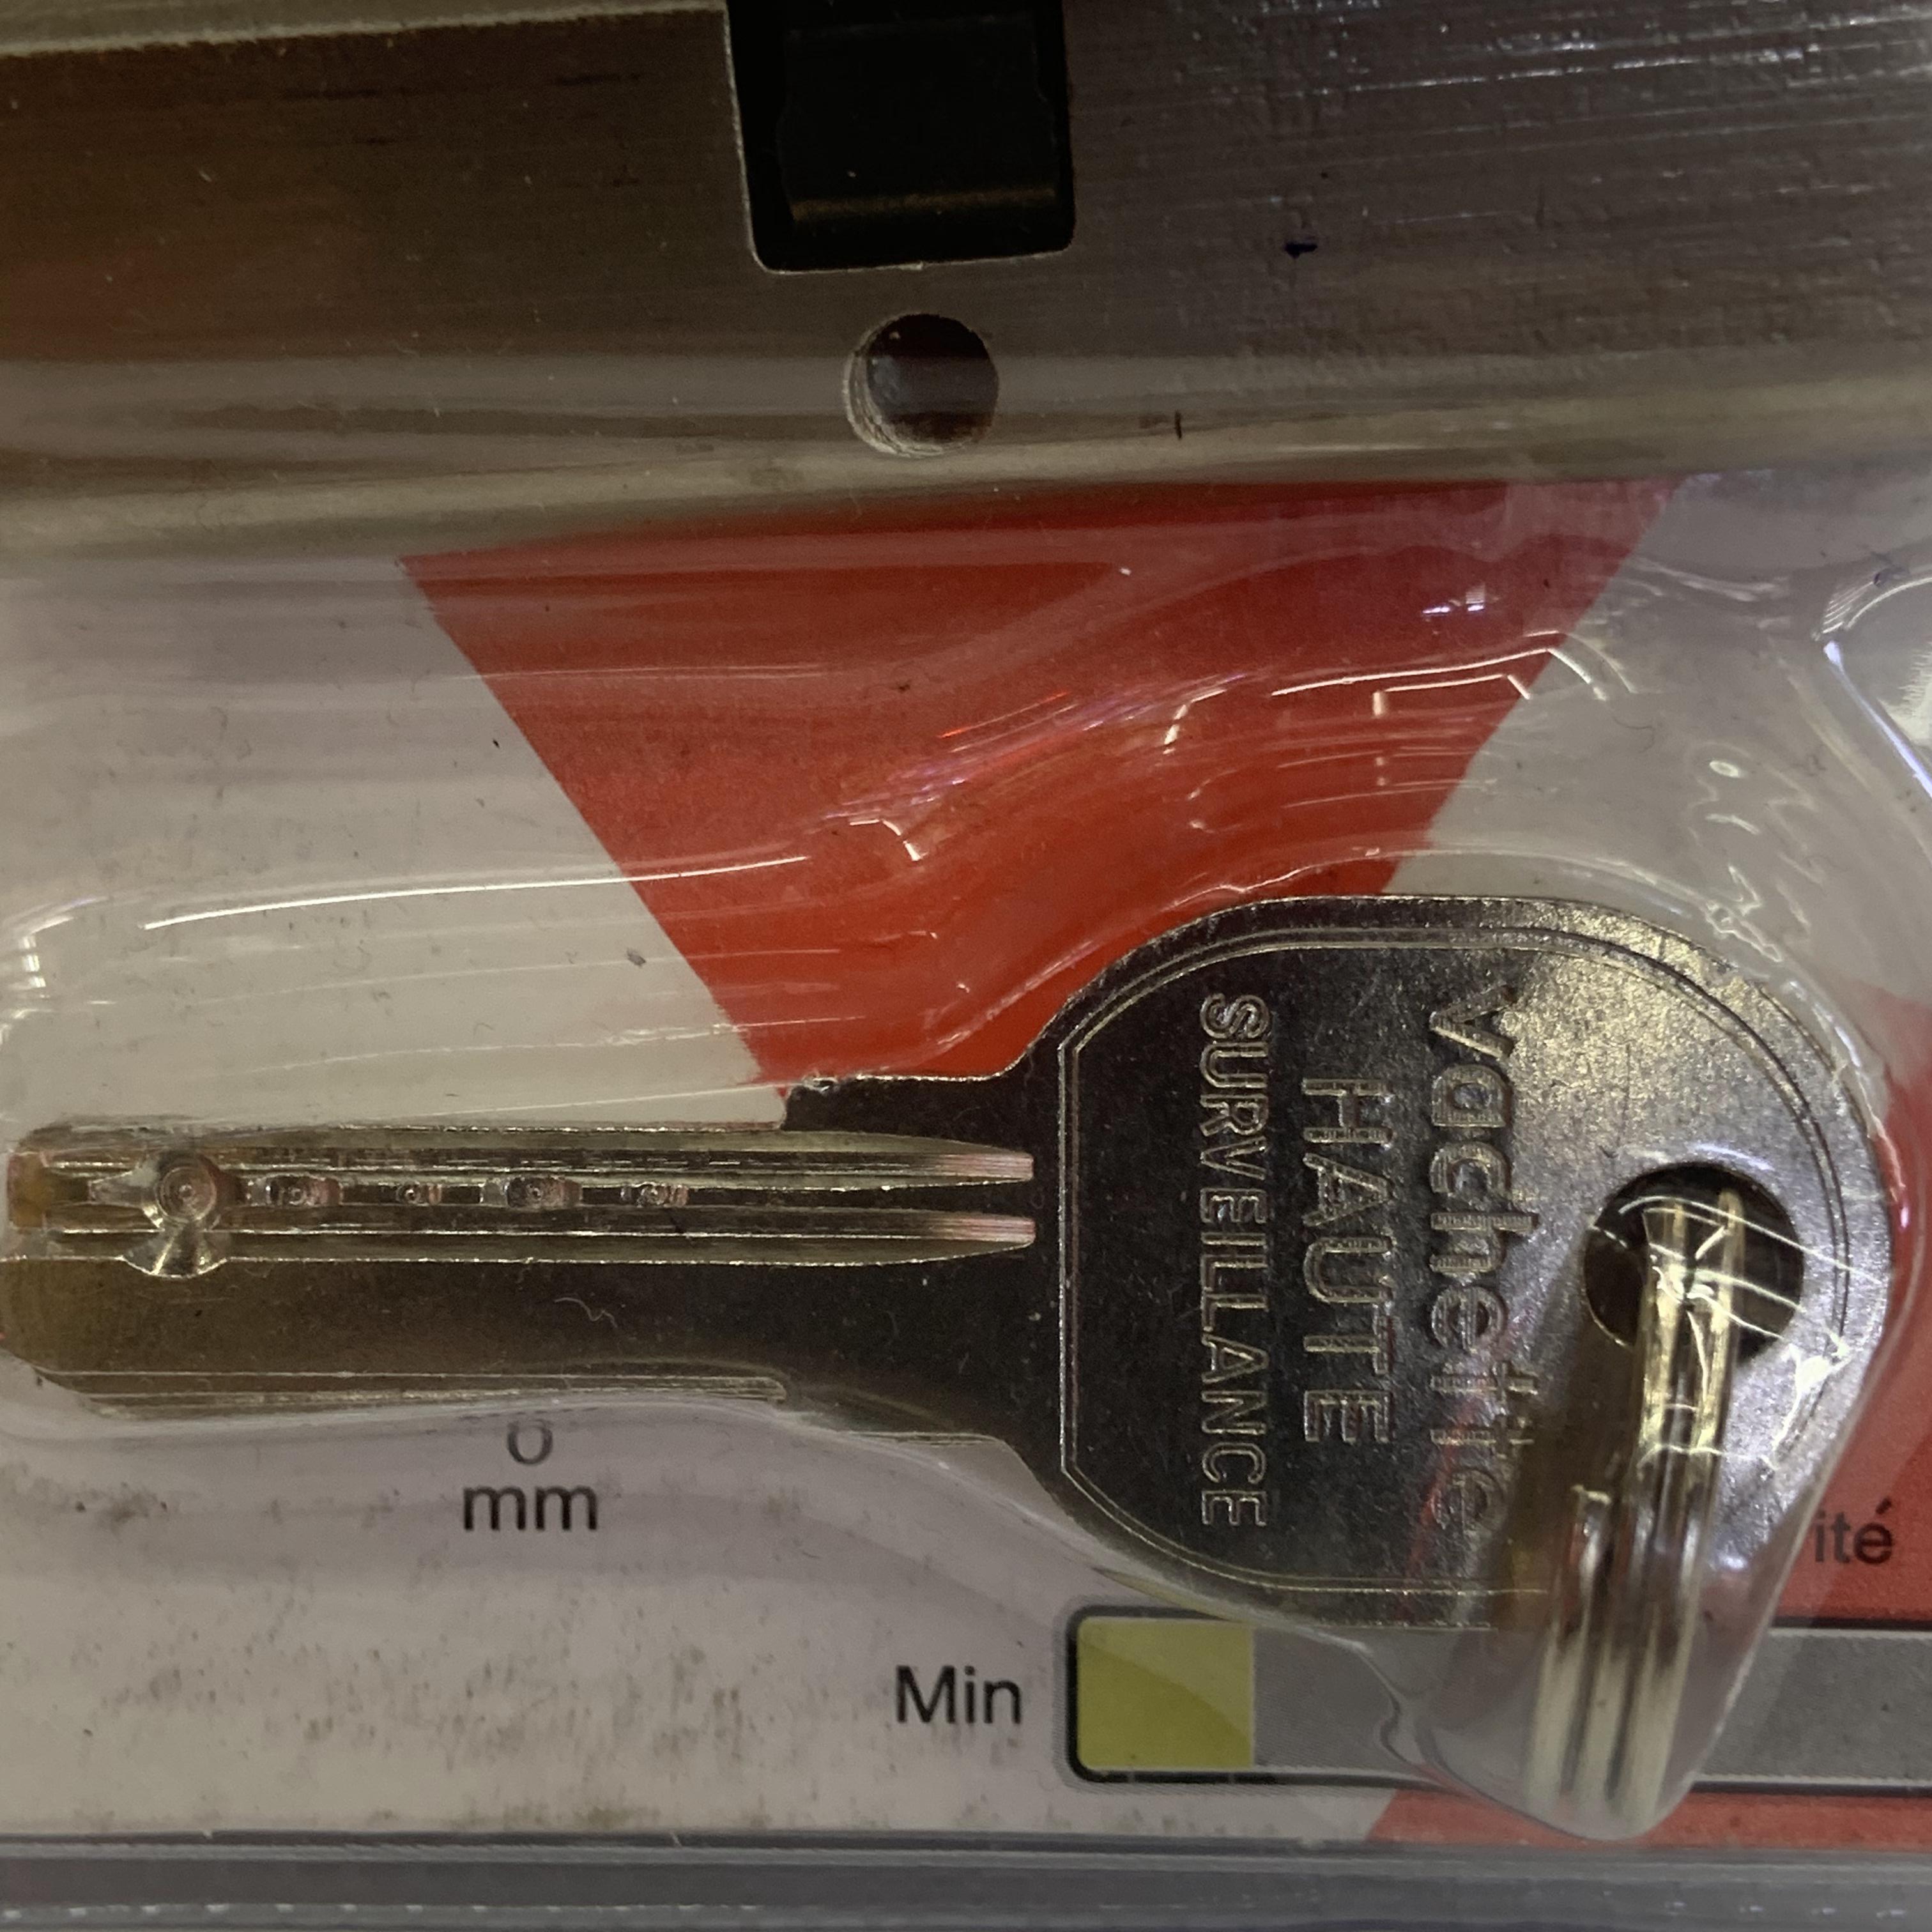 vachette
HAUTE
SURVEILLANCE
mm
ité
Min